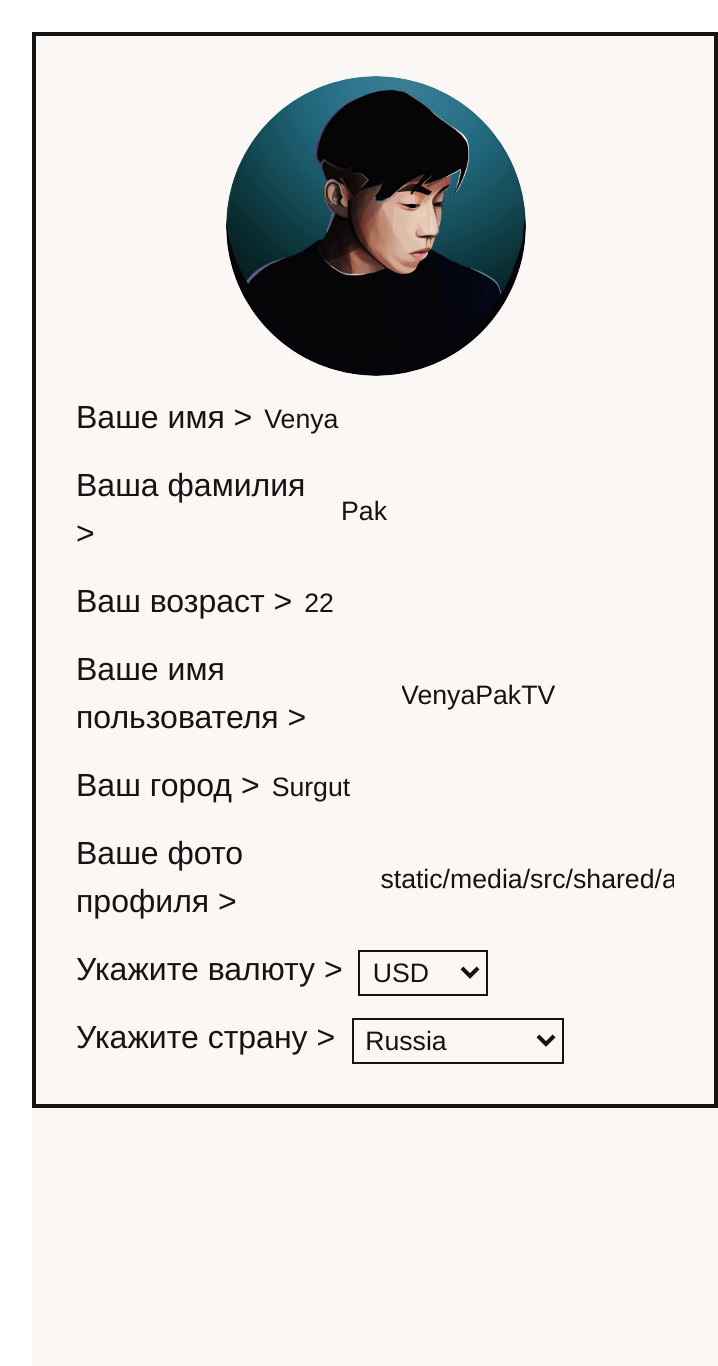 Ваше имя > Venya
Ваша фамилия
> Pak
Ваш возраст > 22
Ваше имя
пользователя > VenyaPakTV
Ваш город > Surgut
Ваше фото
профиля > static/media/src/shared/a
Укажите валюту > USD
Укажите страну > Russia